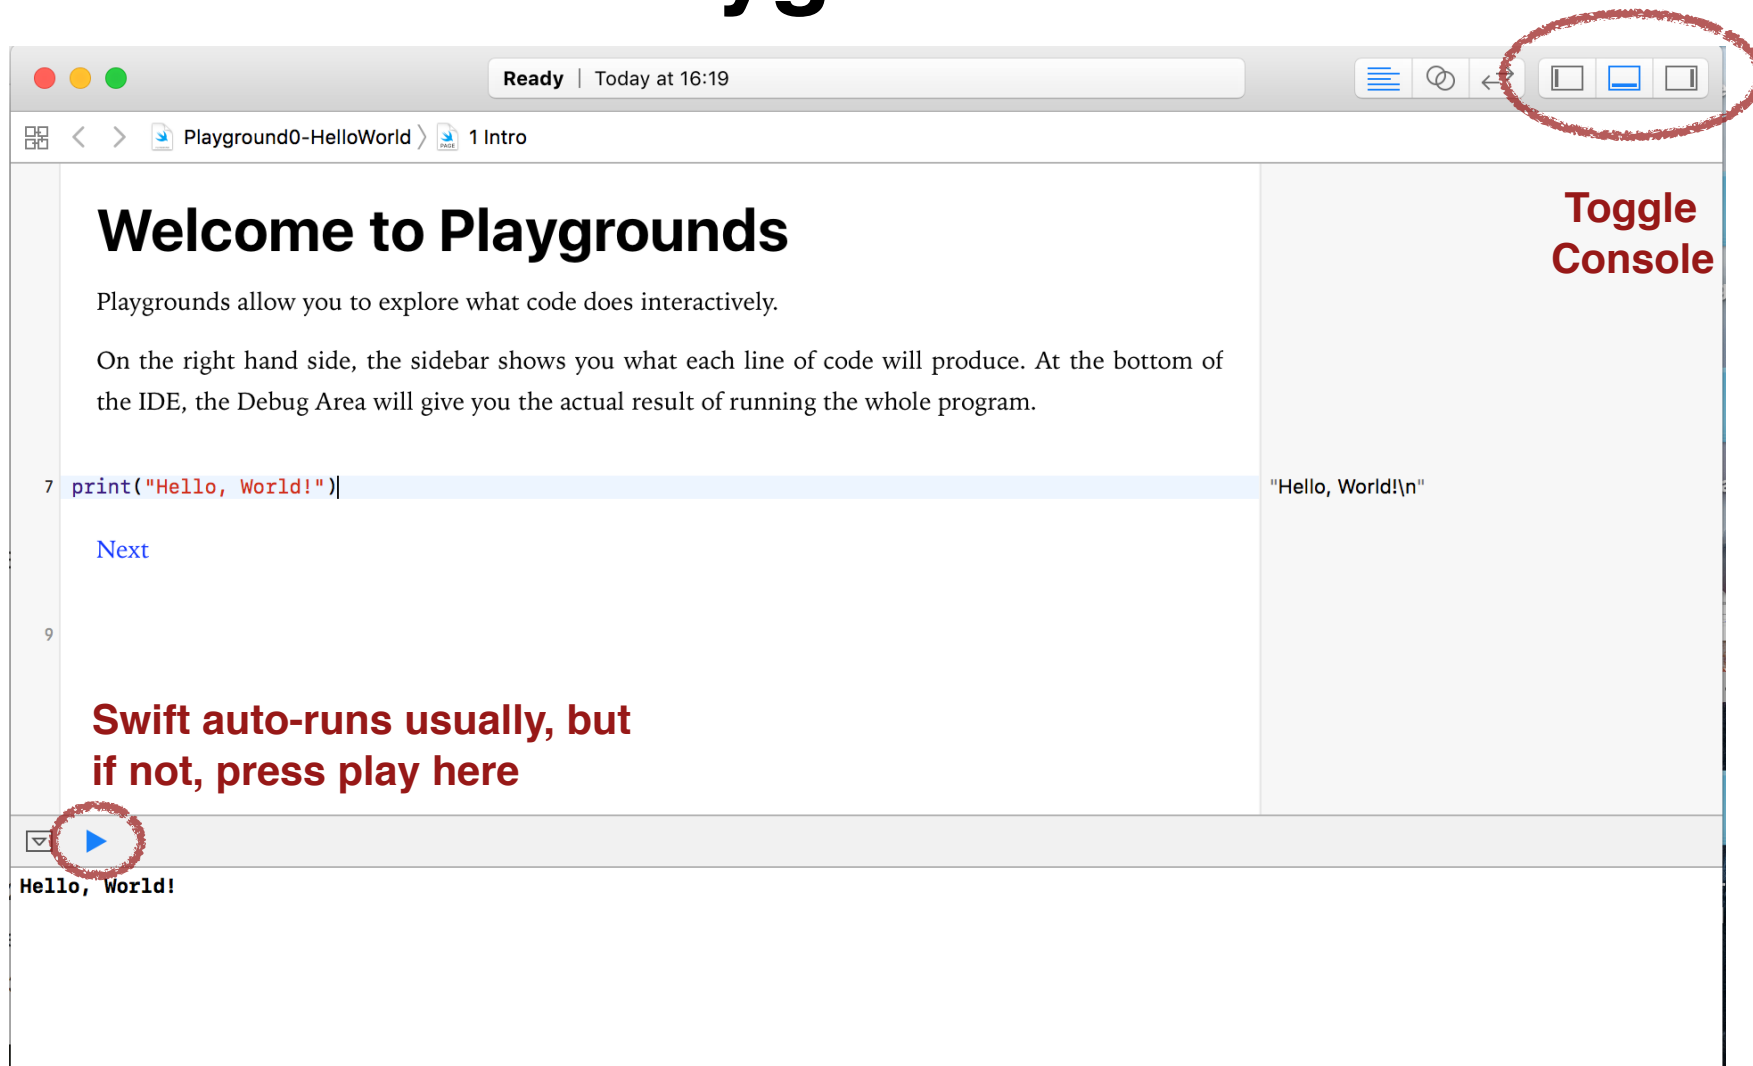 Ready | Today at 16:19
Playground0-HelloWorld 〉 1 Intro
Toggle
Console
Welcome to Playgrounds
Playgrounds allow you to explore what code does interactively.
On the right hand side, the sidebar shows you what each line of code will produce. At the bottom of
the IDE, the Debug Area will give you the actual result of running the whole program.
7 print("Hello, World!") "Hello, World!\n"
Next
9
Swift auto-runs usually, but
if not, press play here
Hello, World!